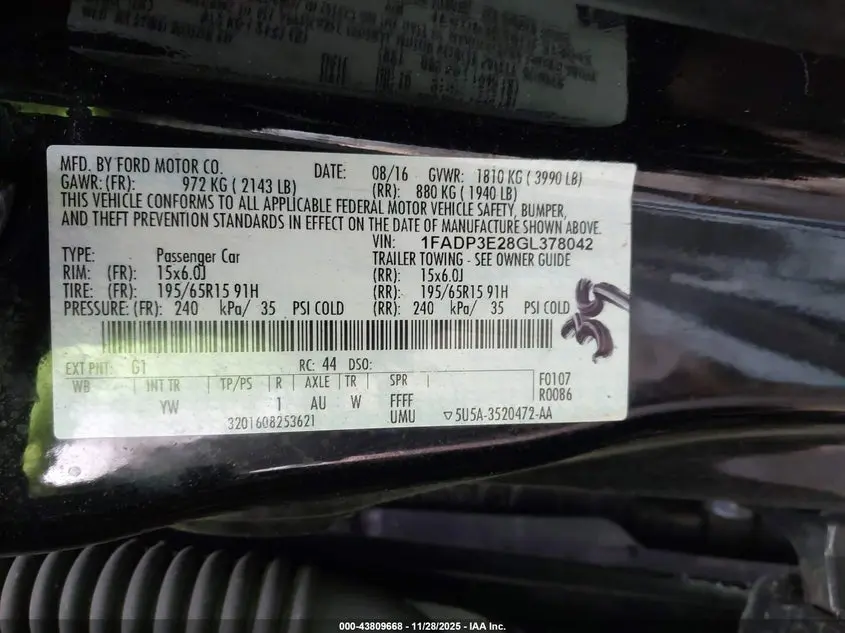 MFD. BY FORD MOTOR CO. DATE: 08/16 GVWR: 1810 KG ( 3990 LB)
GAWR: (FR): 972 KG ( 2143 LB) (RR): 880 KG ( 1940 LB)
THIS VEHICLE CONFORMS TO ALL APPLICABLE FEDERAL MOTOR VEHICLE SAFETY, BUMPER,
AND THEFT PREVENTION STANDARDS IN EFFECT ON THE DATE OF MANUFACTURE SHOWN ABOVE.
VIN: 1FADP3E28GL378042
TYPE: Passenger Car TRAILER TOWING - SEE OWNER GUIDE
RIM: (FR): 15x6.0J (RR): 15x6.0J
TIRE: (FR): 195/65R15 91H (RR): 195/65R15 91H
PRESSURE: (FR): 240 kPa/ 35 PSI COLD (RR): 240 kPa/ 35 PSI COLD
EXT PNT: G1 RC: 44 DSO:
WB INT TR TP/PS R AXLE TR SPR F0107
YW 1 AU W FFFF R0086
3201608253621 UMU ▽5U5A-3520472-AA
000-43809668 - 11/28/2025 - IAA Inc.